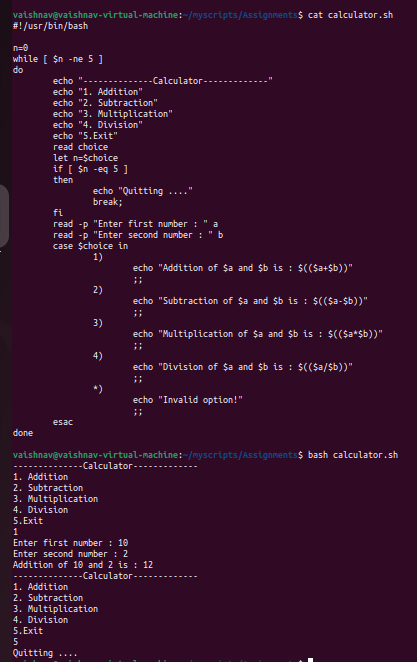 vaishnav@vaishnav-virtual-machine:~/myscripts/Assignments$ cat calculator.sh
#!/usr/bin/bash

n=0
while [ $n -ne 5 ]
do
        echo "--------------Calculator-------------"
        echo "1. Addition"
        echo "2. Subtraction"
        echo "3. Multiplication"
        echo "4. Division"
        echo "5.Exit"
        read choice
        let n=$choice
        if [ $n -eq 5 ]
        then
                echo "Quitting ...."
                break;
        fi
        read -p "Enter first number : " a
        read -p "Enter second number : " b
        case $choice in
                1)
                        echo "Addition of $a and $b is : $(($a+$b))"
                        ;;
                2)
                        echo "Subtraction of $a and $b is : $(($a-$b))"
                        ;;
                3)
                        echo "Multiplication of $a and $b is : $(($a*$b))"
                        ;;
                4)
                        echo "Division of $a and $b is : $(($a/$b))"
                        ;;
                *)
                        echo "Invalid option!"
                        ;;
        esac
done

vaishnav@vaishnav-virtual-machine:~/myscripts/Assignments$ bash calculator.sh
--------------Calculator-------------
1. Addition
2. Subtraction
3. Multiplication
4. Division
5.Exit
1
Enter first number : 10
Enter second number : 2
Addition of 10 and 2 is : 12
--------------Calculator-------------
1. Addition
2. Subtraction
3. Multiplication
4. Division
5.Exit
5
Quitting ....